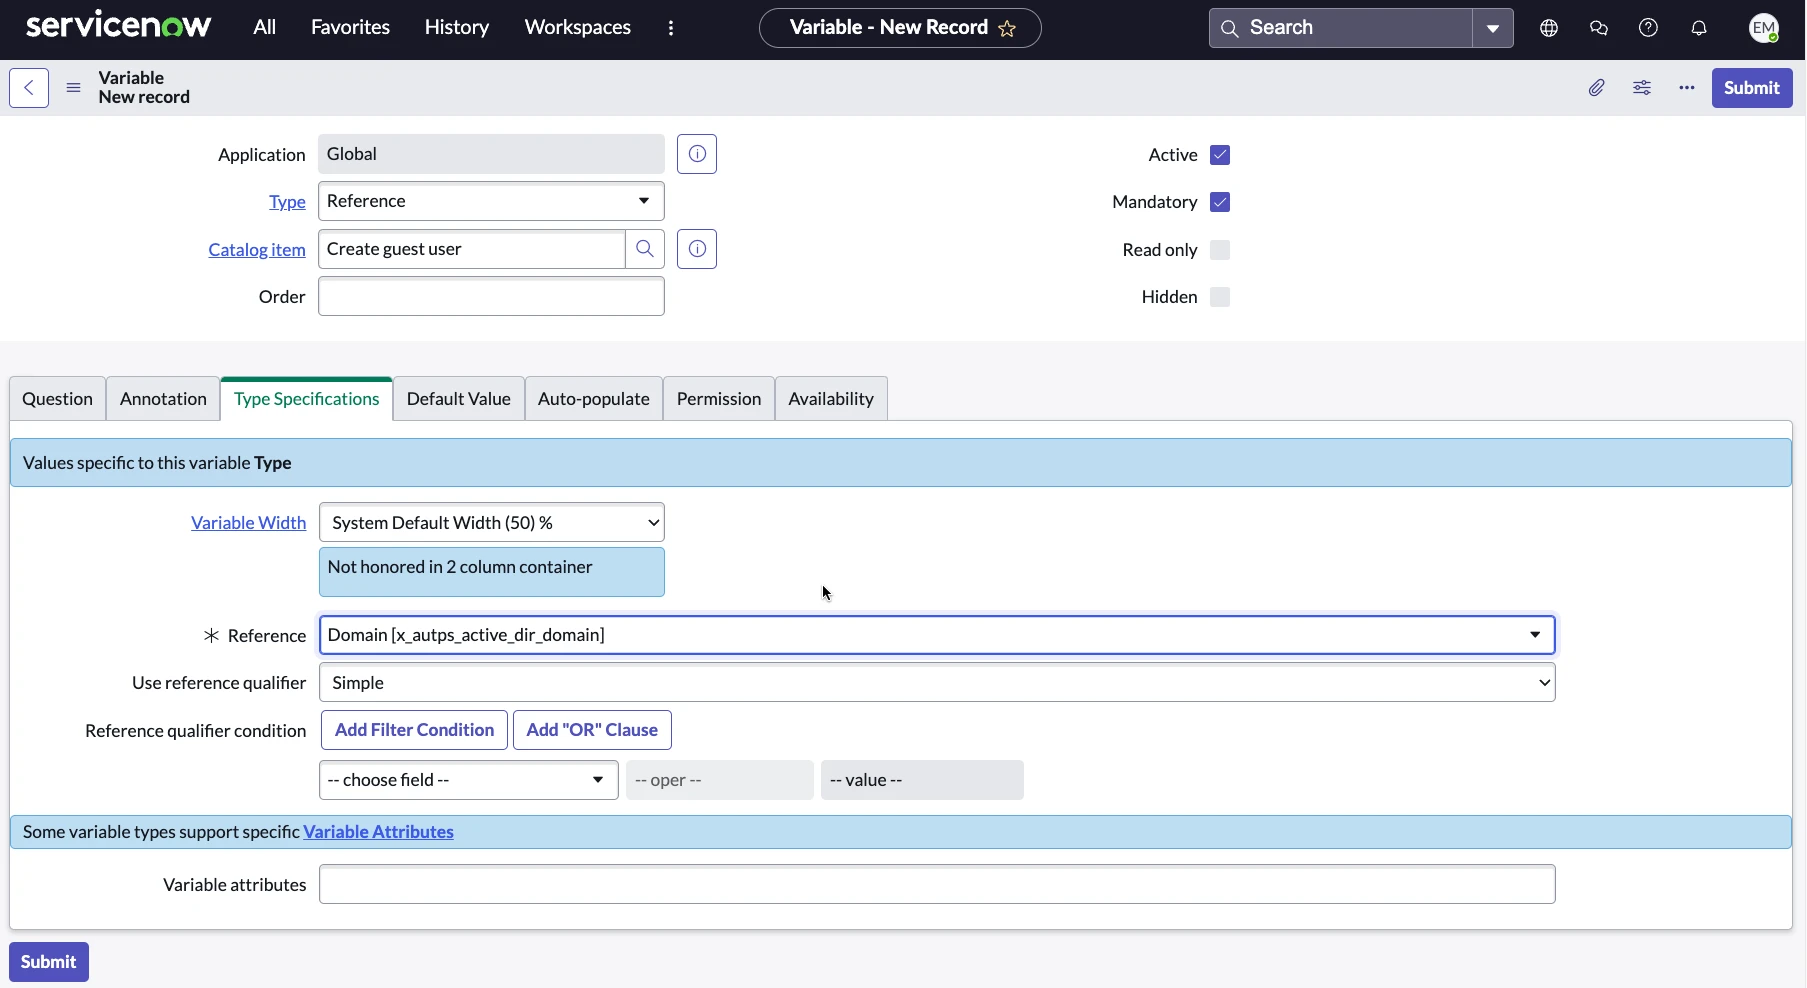 servicenow All Favorites History Workspaces Variable - New Record Search EM
Variable
New record
Submit
Application Global Active
Type Reference Mandatory
Catalog item Create guest user Read only
Order Hidden
Question Annotation Type Specifications Default Value Auto-populate Permission Availability
Values specific to this variable Type
Variable Width System Default Width (50) %
Not honored in 2 column container
Reference Domain [x_autps_active_dir_domain]
Use reference qualifier Simple
Reference qualifier condition Add Filter Condition Add "OR" Clause
-- choose field -- -- oper -- -- value --
Some variable types support specific Variable Attributes
Variable attributes
Submit